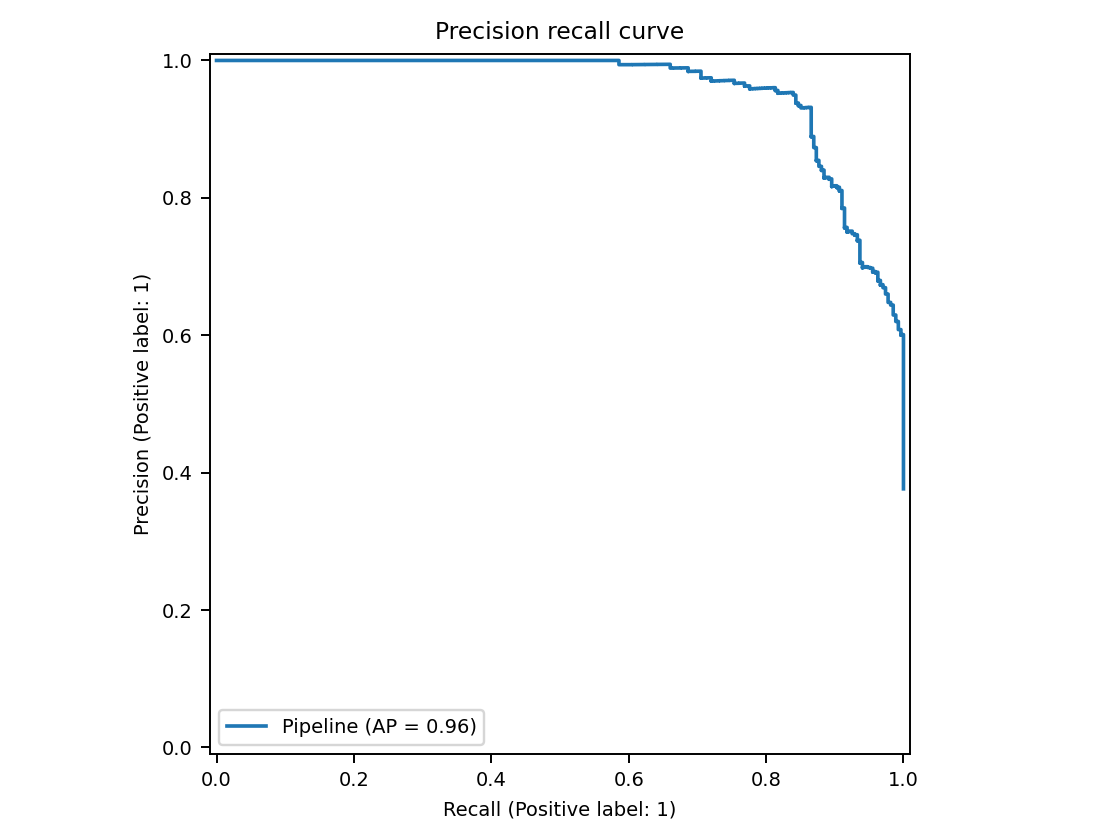 Precision recall curve
1.0
0.8
0.6
0.4
0.2
0.0
Precision (Positive label: 1)
Pipeline (AP = 0.96)
0.0 0.2 0.4 0.6 0.8 1.0
Recall (Positive label: 1)